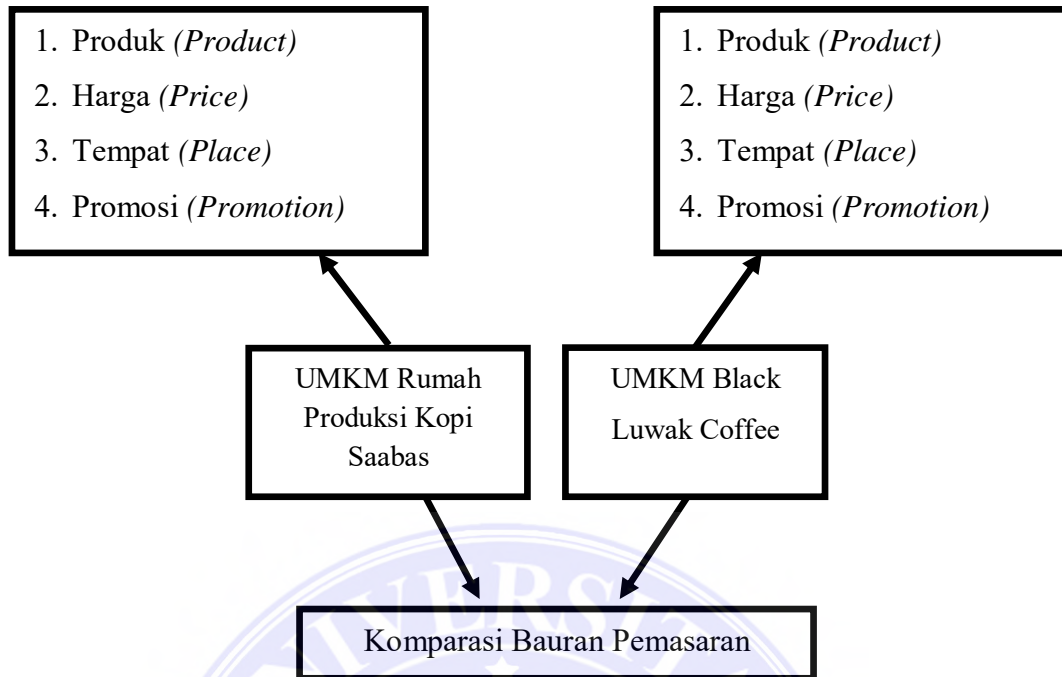 1. Produk (Product)
2. Harga (Price)
3. Tempat (Place)
4. Promosi (Promotion)
1. Produk (Product)
2. Harga (Price)
3. Tempat (Place)
4. Promosi (Promotion)
UMKM Rumah
Produksi Kopi
Saabas
UMKM Black
Luwak Coffee
UNIVERSIT
Komparasi Bauran Pemasaran